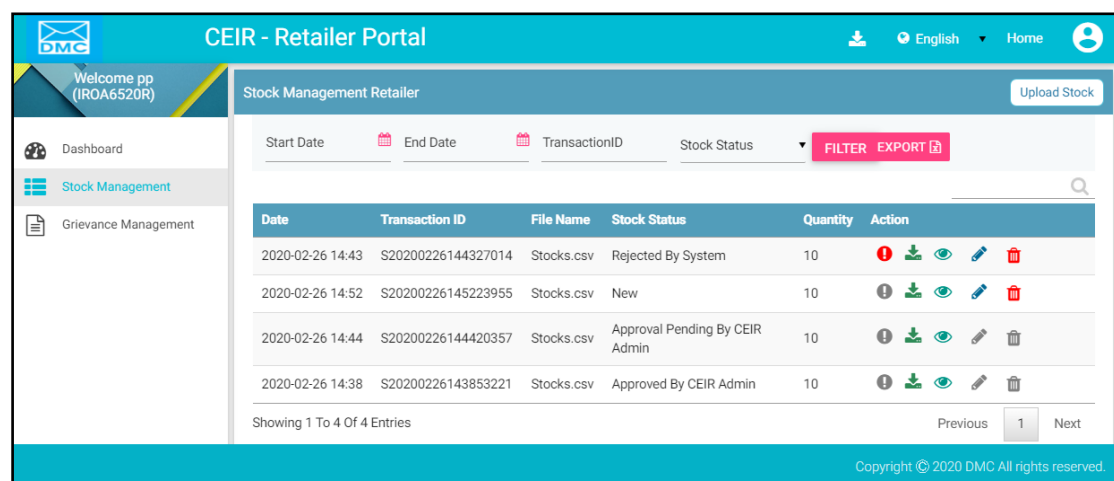 DMC
CEIR - Retailer Portal
English
Home
Welcome pp
(IROA6520R)
Stock Management Retailer
Upload Stock
Dashboard
Stock Management
Grievance Management
Start Date
End Date
TransactionID
Stock Status
FILTER
EXPORT
Date Transaction ID File Name Stock Status Quantity Action
2020-02-26 14:43 S20200226144327014 Stocks.csv Rejected By System 10
2020-02-26 14:52 S20200226145223955 Stocks.csv New 10
2020-02-26 14:44 S20200226144420357 Stocks.csv Approval Pending By CEIR
Admin 10
2020-02-26 14:38 S20200226143853221 Stocks.csv Approved By CEIR Admin 10
Showing 1 To 4 Of 4 Entries
Previous 1 Next
Copyright © 2020 DMC All rights reserved.